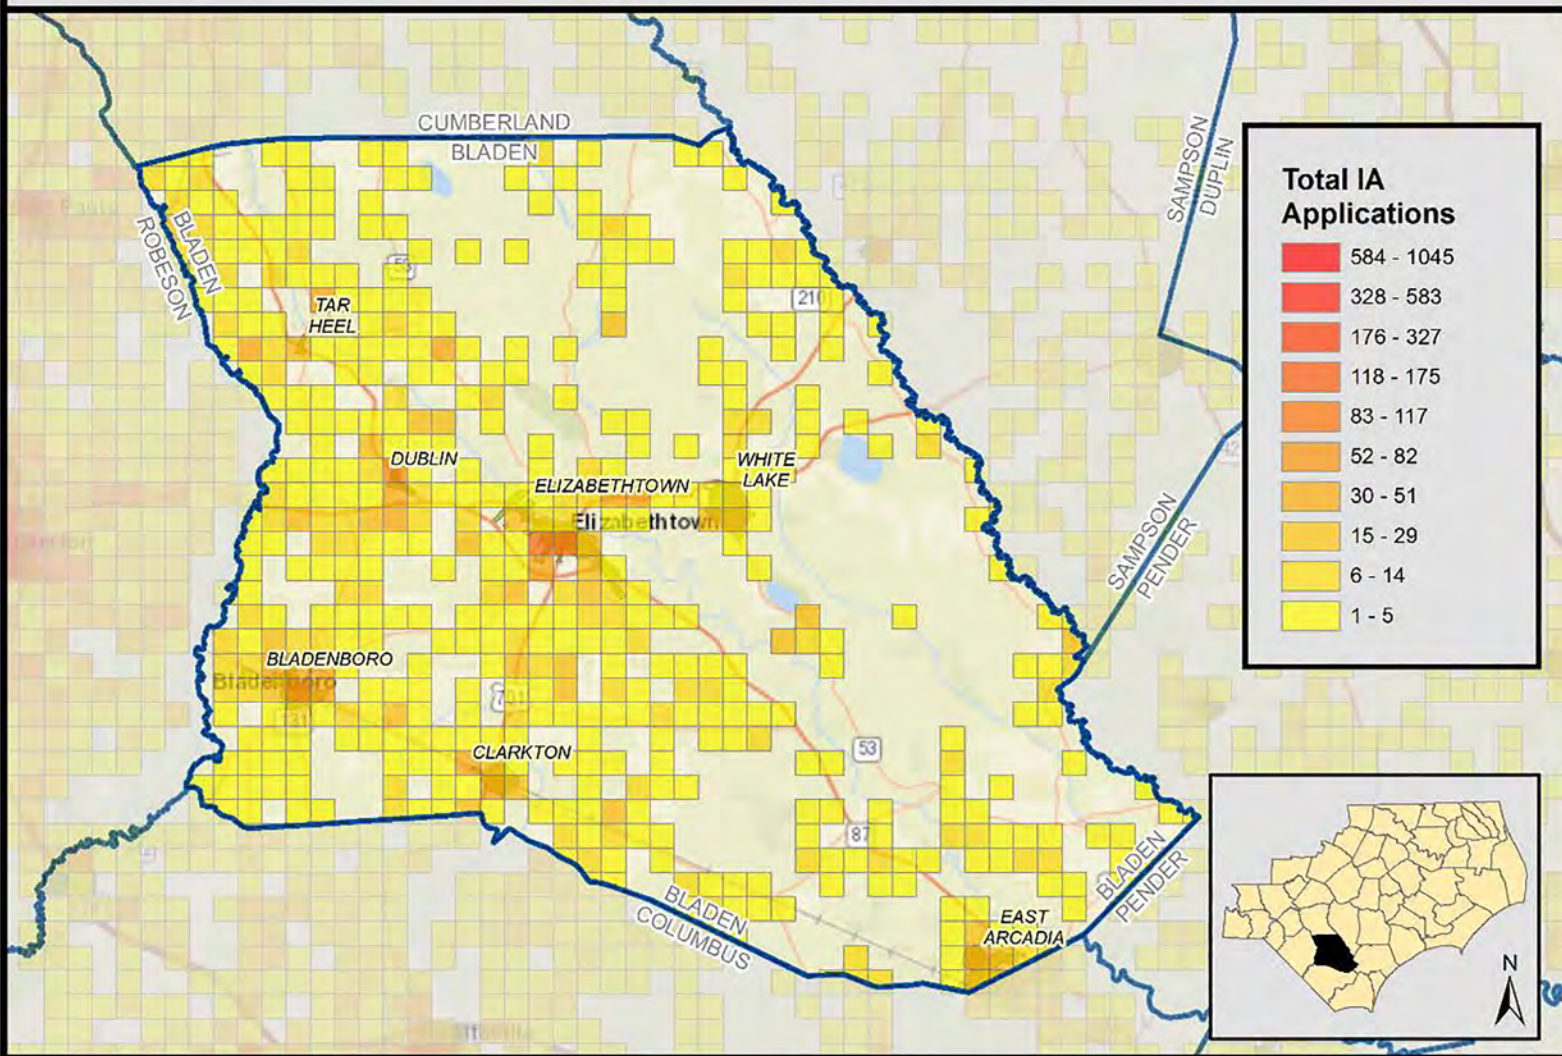 CUMBERLAND
BLADEN
SAMPSON
DUPLIN
BLADEN
ROBESON
53
210
TAR
HEEL
DUBLIN
WHITE
LAKE
ELIZABETHTOWN
Elizabethtown
SAMPSON
PENDER
BLADENBORO
Bladenboro
131
701
CLARKTON
53
87
BLADEN
PENDER
BLADEN
COLUMBUS
EAST
ARCADIA
Total IA
Applications
584 - 1045
328 - 583
176 - 327
118 - 175
83 - 117
52 - 82
30 - 51
15 - 29
6 - 14
1 - 5
N